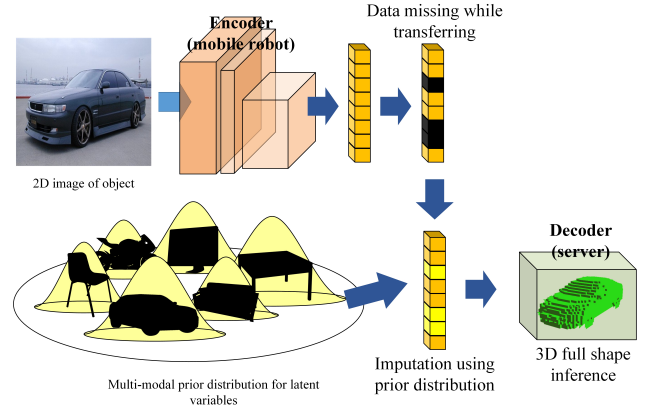 Encoder
(mobile robot)
Data missing while
transferring
2D image of object
Decoder
(server)
Imputation using
prior distribution
3D full shape
inference
Multi-modal prior distribution for latent
variables